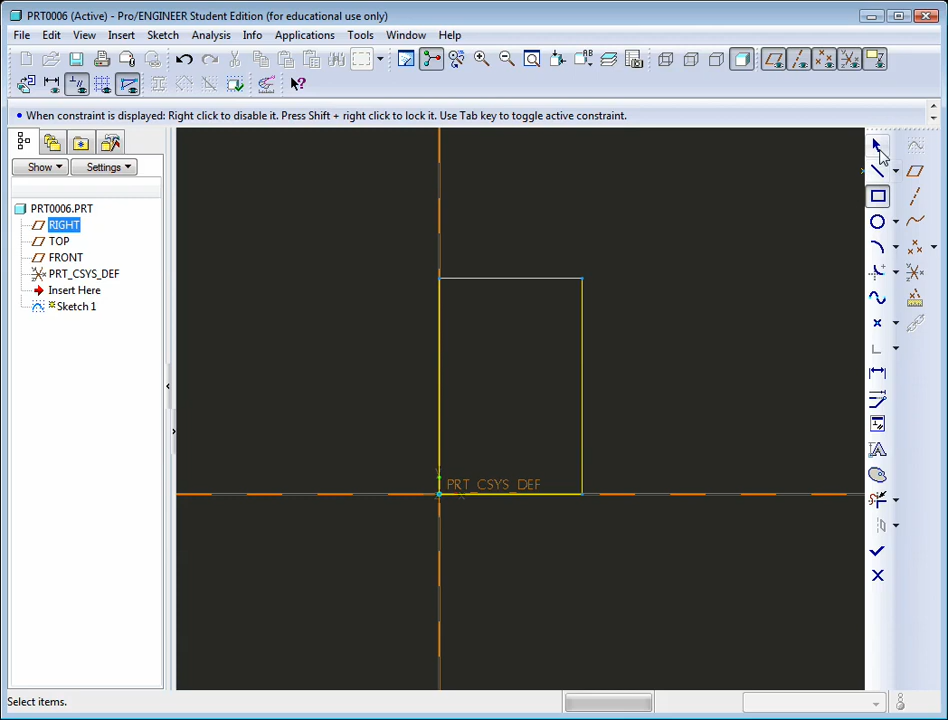 PRT0006 (Active) - Pro/ENGINEER Student Edition (for educational use only)
File Edit View Insert Sketch Analysis Info Applications Tools Window Help
• When constraint is displayed: Right click to disable it. Press Shift + right click to lock it. Use Tab key to toggle active constraint.
Show Settings
PRT0006.PRT
RIGHT
TOP
FRONT
PRT_CSYS_DEF
Insert Here
Sketch 1
PRT_CSYS_DEF
Select items.